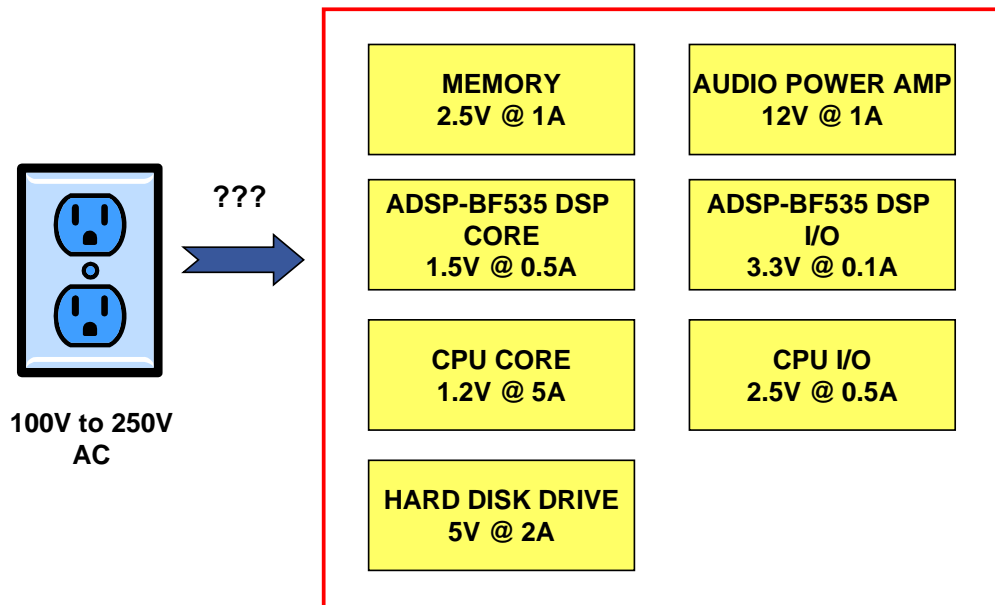 MEMORY
2.5V @ 1A
AUDIO POWER AMP
12V @ 1A
???
ADSP-BF535 DSP
CORE
1.5V @ 0.5A
ADSP-BF535 DSP
I/O
3.3V @ 0.1A
CPU CORE
1.2V @ 5A
CPU I/O
2.5V @ 0.5A
100V to 250V
AC
HARD DISK DRIVE
5V @ 2A